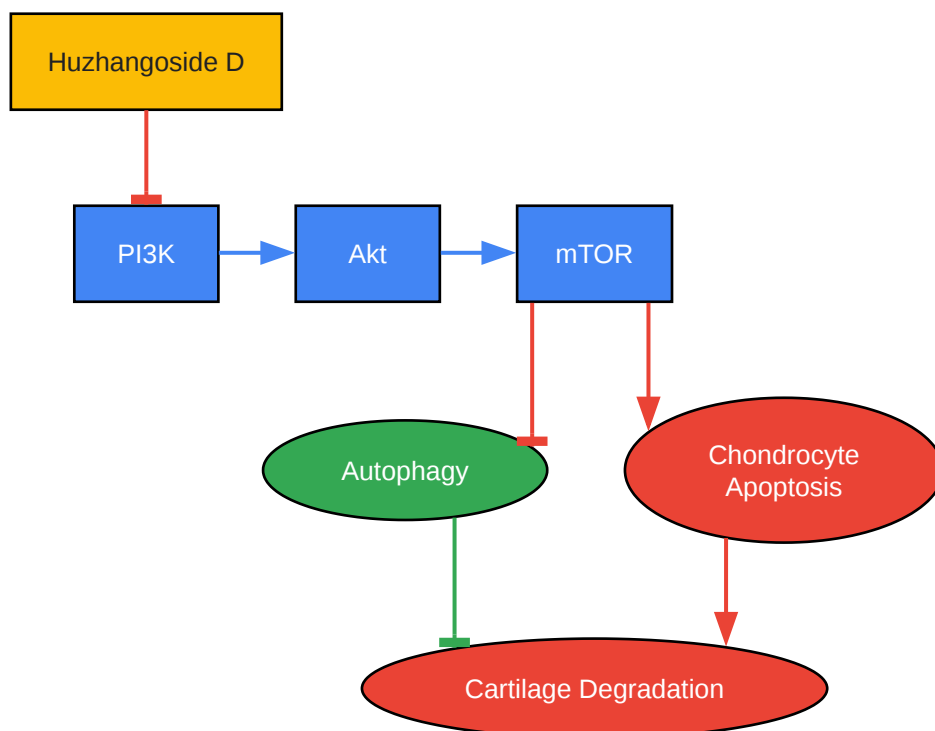 Huzhangoside D
PI3K
Akt
mTOR
Autophagy
Chondrocyte
Apoptosis
Cartilage Degradation